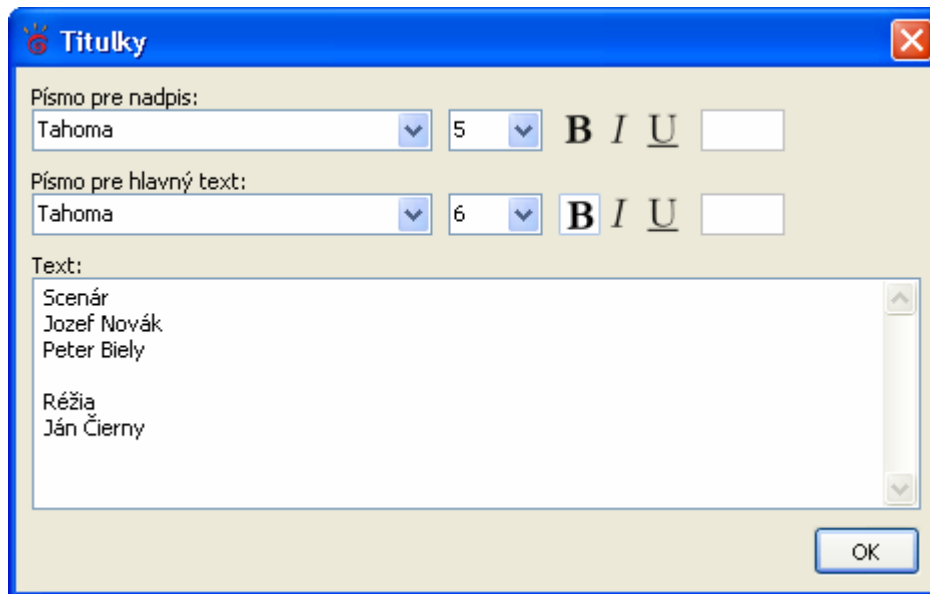 Titulky
Písmo pre nadpis:
Tahoma 5 B I U
Písmo pre hlavný text:
Tahoma 6 B I U
Text:
Scenár
Jozef Novák
Peter Biely
Réžia
Ján Čierny
OK